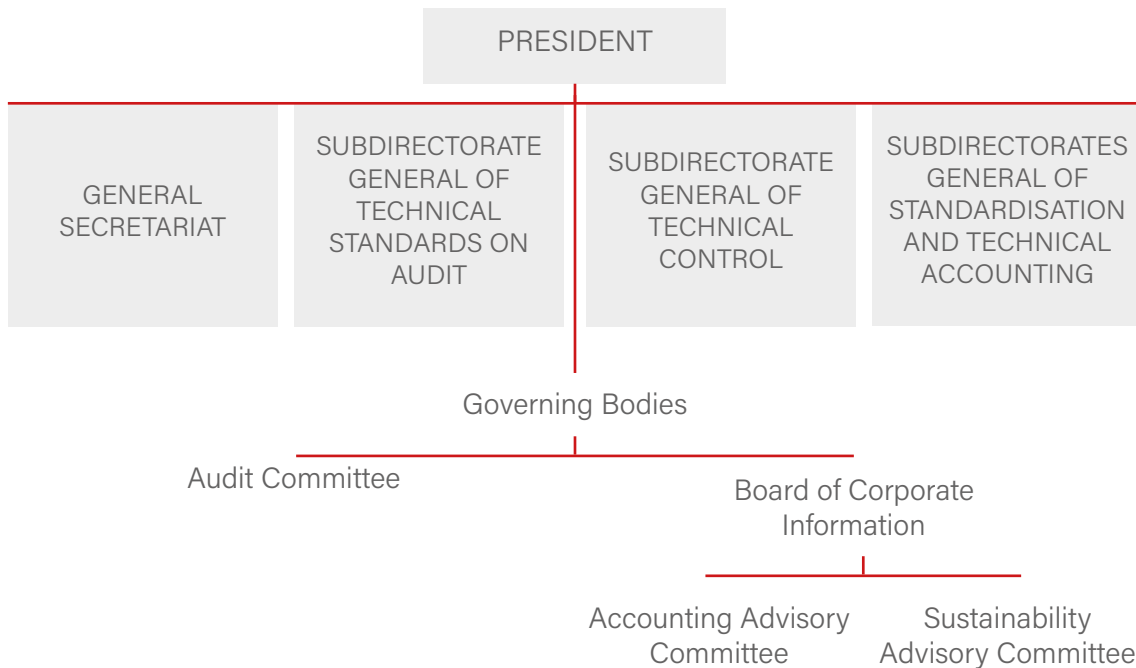 PRESIDENT
GENERAL
SECRETARIAT
SUBDIRECTORATE
GENERAL OF
TECHNICAL
STANDARDS ON
AUDIT
SUBDIRECTORATE
GENERAL OF
TECHNICAL
CONTROL
SUBDIRECTORATES
GENERAL OF
STANDARDISATION
AND TECHNICAL
ACCOUNTING
Governing Bodies
Audit Committee
Board of Corporate
Information
Accounting Advisory
Committee
Sustainability
Advisory Committee